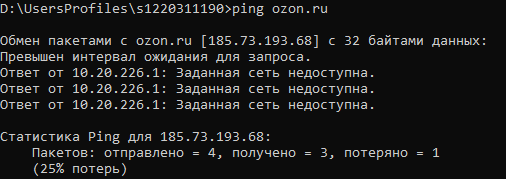 D:\UsersProfiles\s1220311190>ping ozon.ru
Обмен пакетами с ozon.ru [185.73.193.68] с 32 байтами данных:
Превышен интервал ожидания для запроса.
Ответ от 10.20.226.1: Заданная сеть недоступна.
Ответ от 10.20.226.1: Заданная сеть недоступна.
Ответ от 10.20.226.1: Заданная сеть недоступна.
Статистика Ping для 185.73.193.68:
Пакетов: отправлено = 4, получено = 3, потеряно = 1
(25% потерь)